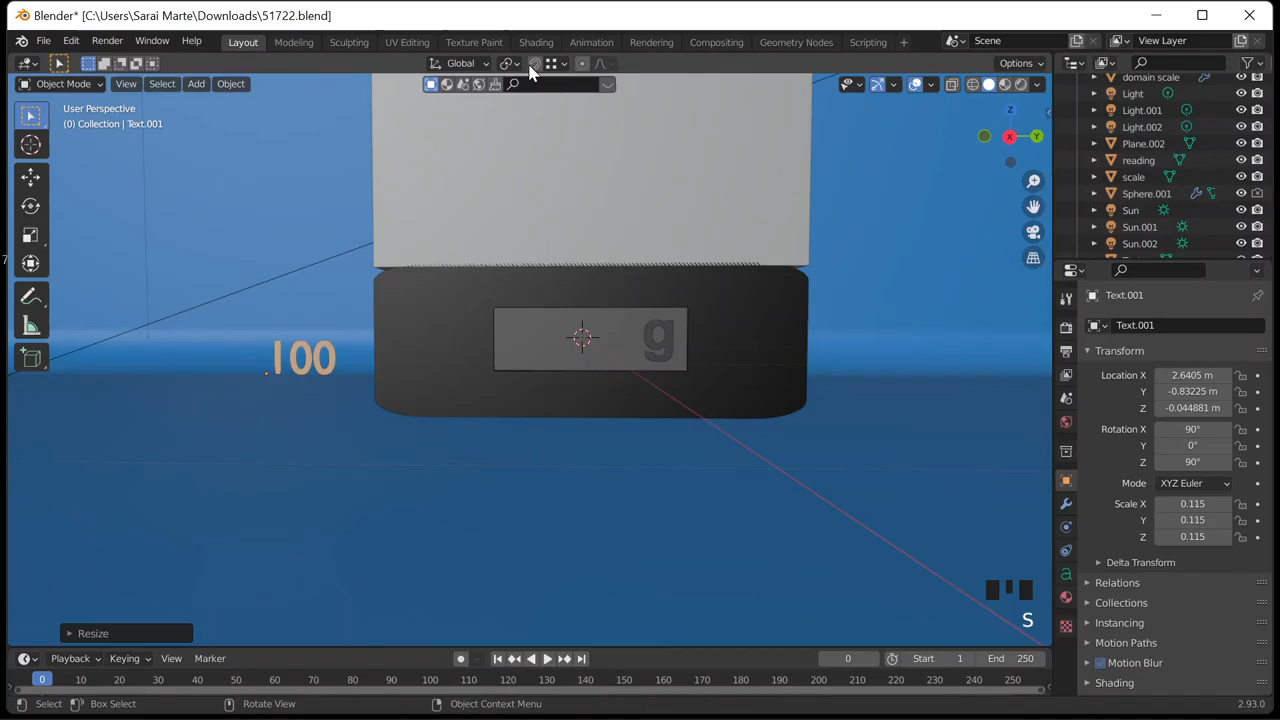 Blender* [C:\Users\Sarai Marte\Downloads\51722.blend]
File Edit Render Window Help Layout Modeling Sculpting UV Editing Texture Paint Shading Animation Rendering Compositing Geometry Nodes Scripting Scene View Layer
Global Options
Object Mode View Select Add Object
User Perspective
(0) Collection | Text.001
Z
X
Y
100
g
7
Resize
S
domain scale
Light
Light.001
Light.002
Plane.002
reading
scale
Sphere.001
Sun
Sun.001
Sun.002
Text.001
Text.001
Transform
Location X 2.6405 m
Y -0.83225 m
Z -0.044881 m
Rotation X 90°
Y 0°
Z 90°
Mode XYZ Euler
Scale X 0.115
Y 0.115
Z 0.115
Delta Transform
Relations
Collections
Instancing
Motion Paths
Motion Blur
Shading
Playback Keying View Marker 0 Start 1 End 250
0 10 20 30 40 50 60 70 80 90 100 110 120 130 140 150 160 170 180 190 200 210 220 230 240 250
Select Box Select Rotate View Object Context Menu 2.93.0